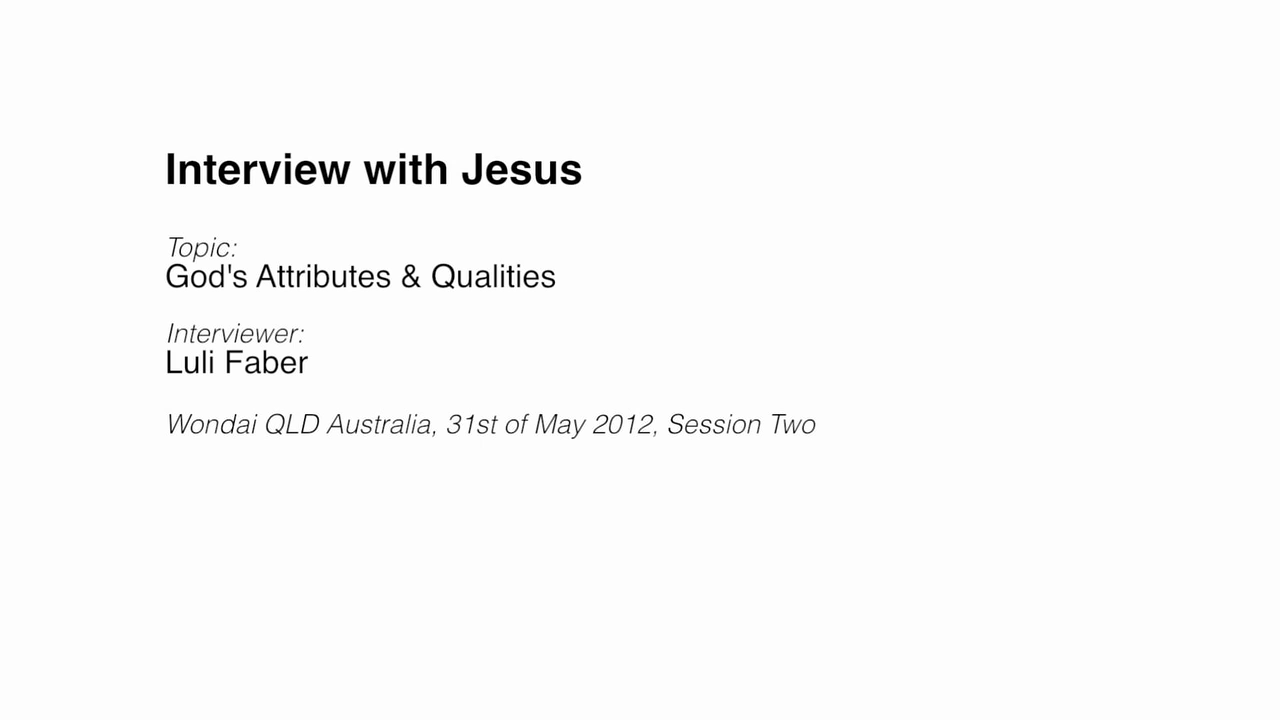 Interview with Jesus
Topic:
God's Attributes & Qualities
Interviewer:
Luli Faber
Wondai QLD Australia, 31st of May 2012, Session Two